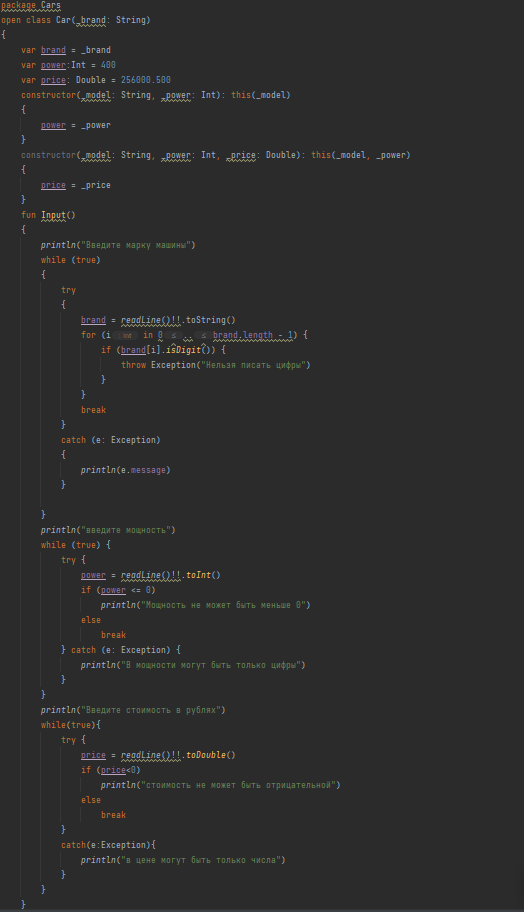 package Cars
open class Car(_brand: String)
{
var brand = _brand
var power:Int = 400
var price: Double = 256000.500
constructor(_model: String, _power: Int): this(_model)
{
power = _power
}
constructor(_model: String, _power: Int, _price: Double): this(_model, _power)
{
price = _price
}
fun Input()
{
println("Введите марку машины")
while (true)
{
try
{
brand = readLine()!!.toString()
for (i in 0 ≤ .. ≤ brand.length - 1) {
if (brand[i].isDigit()) {
throw Exception("Нельзя писать цифры")
}
}
break
}
catch (e: Exception)
{
println(e.message)
}
}
println("введите мощность")
while (true) {
try {
power = readLine()!!.toInt()
if (power <= 0)
println("Мощность не может быть меньше 0")
else
break
} catch (e: Exception) {
println("В мощности могут быть только цифры")
}
}
println("Введите стоимость в рублях")
while(true){
try {
price = readLine()!!.toDouble()
if (price<0)
println("стоимость не может быть отрицательной")
else
break
}
catch(e:Exception){
println("в цене могут быть только числа")
}
}
}